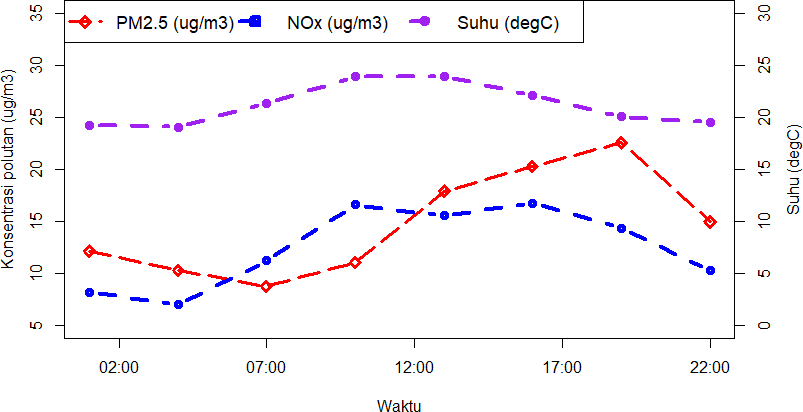 PM2.5 (ug/m3) NOx (ug/m3) Suhu (degC)
Konsentrasi polutan (ug/m3)
35
30
25
20
15
10
5
30
25
20
15
10
5
0
Suhu (degC)
02:00 07:00 12:00 17:00 22:00
Waktu